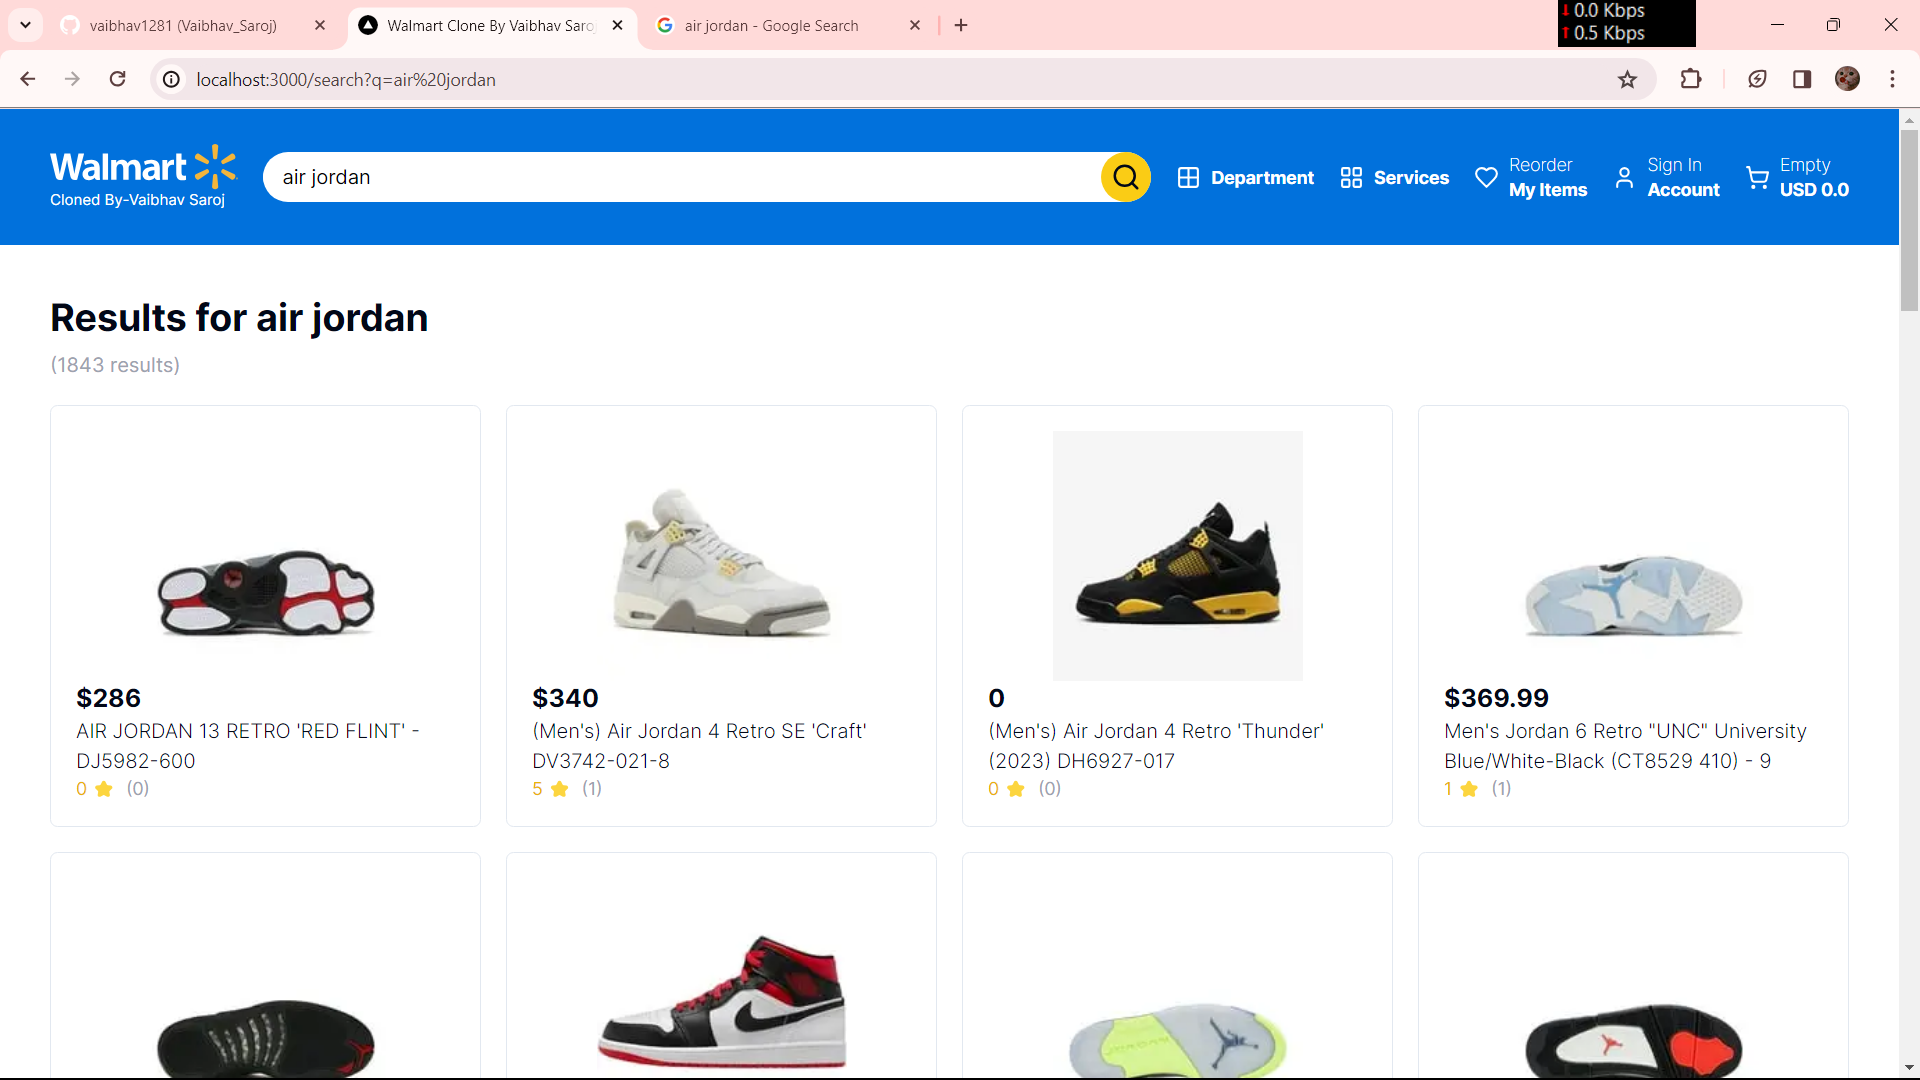 vaibhav1281 (Vaibhav_Saroj)
Walmart Clone By Vaibhav Saro
air jordan - Google Search
0.0 Kbps
0.5 Kbps
localhost:3000/search?q=air%20jordan
Walmart
Cloned By-Vaibhav Saroj
air jordan
Department
Services
Reorder
My Items
Sign In
Account
Empty
USD 0.0
Results for air jordan
(1843 results)
$286
AIR JORDAN 13 RETRO 'RED FLINT' -
DJ5982-600
0 (0)
$340
(Men's) Air Jordan 4 Retro SE 'Craft'
DV3742-021-8
5 (1)
0
(Men's) Air Jordan 4 Retro 'Thunder'
(2023) DH6927-017
0 (0)
$369.99
Men's Jordan 6 Retro "UNC" University
Blue/White-Black (CT8529 410) - 9
1 (1)